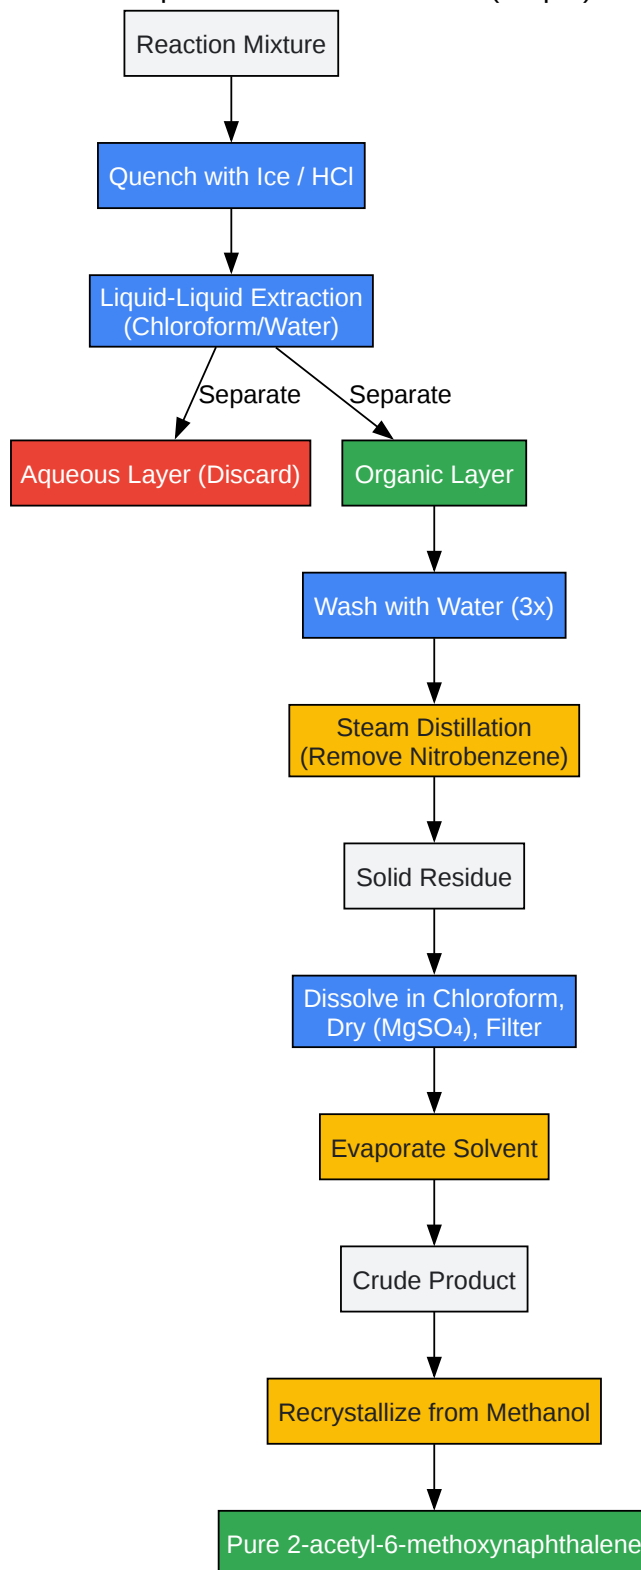 Reaction Mixture
Quench with Ice / HCl
Liquid-Liquid Extraction
(Chloroform/Water)
Separate
Separate
Aqueous Layer (Discard)
Organic Layer
Wash with Water (3x)
Steam Distillation
(Remove Nitrobenzene)
Solid Residue
Dissolve in Chloroform,
Dry (MgSO₄), Filter
Evaporate Solvent
Crude Product
Recrystallize from Methanol
Pure 2-acetyl-6-methoxynaphthalene